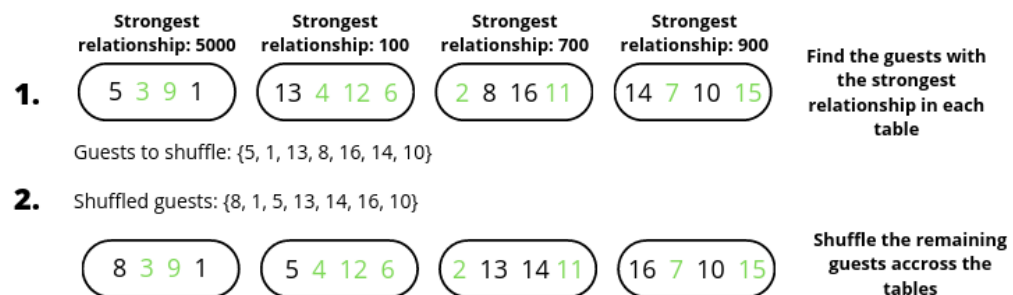 Strongest relationship: 5000
Strongest relationship: 100
Strongest relationship: 700
Strongest relationship: 900
1.
5 3 9 1
13 4 12 6
2 8 16 11
14 7 10 15
Find the guests with
the strongest
relationship in each
table
Guests to shuffle: {5, 1, 13, 8, 16, 14, 10}
2.
Shuffled guests: {8, 1, 5, 13, 14, 16, 10}
8 3 9 1
5 4 12 6
2 13 14 11
16 7 10 15
Shuffle the remaining
guests accross the
tables